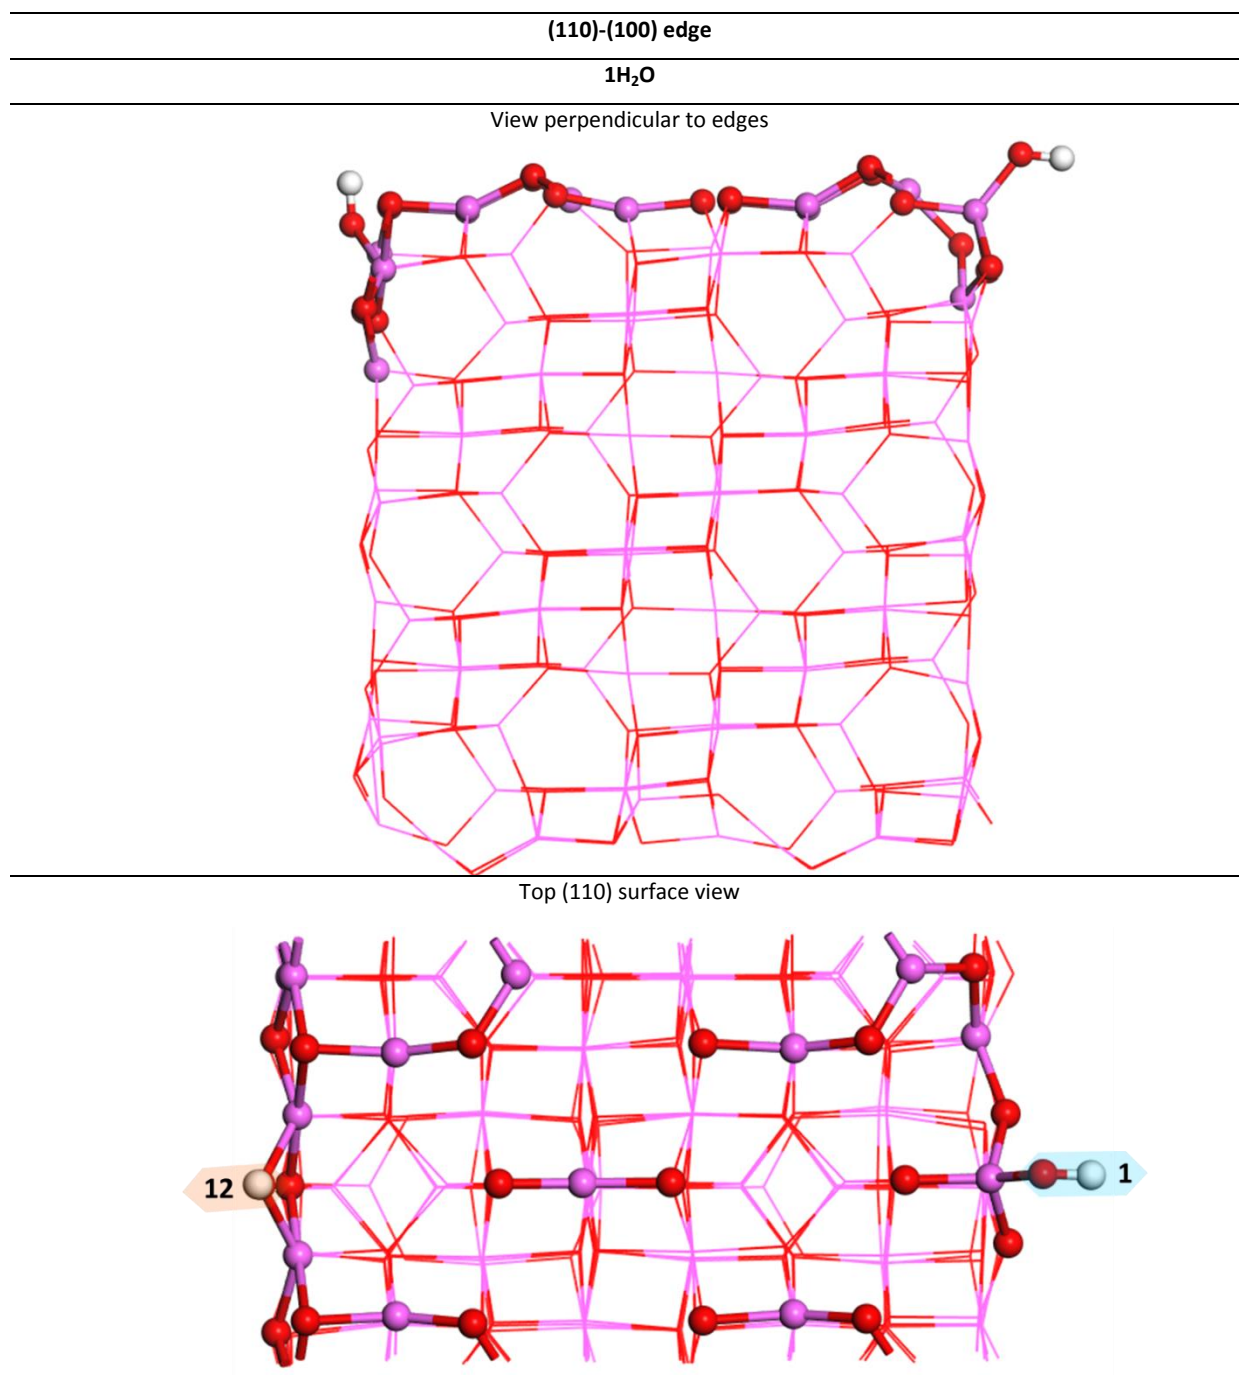 (110)-(100) edge
1H₂O
View perpendicular to edges
Top (110) surface view
12
1